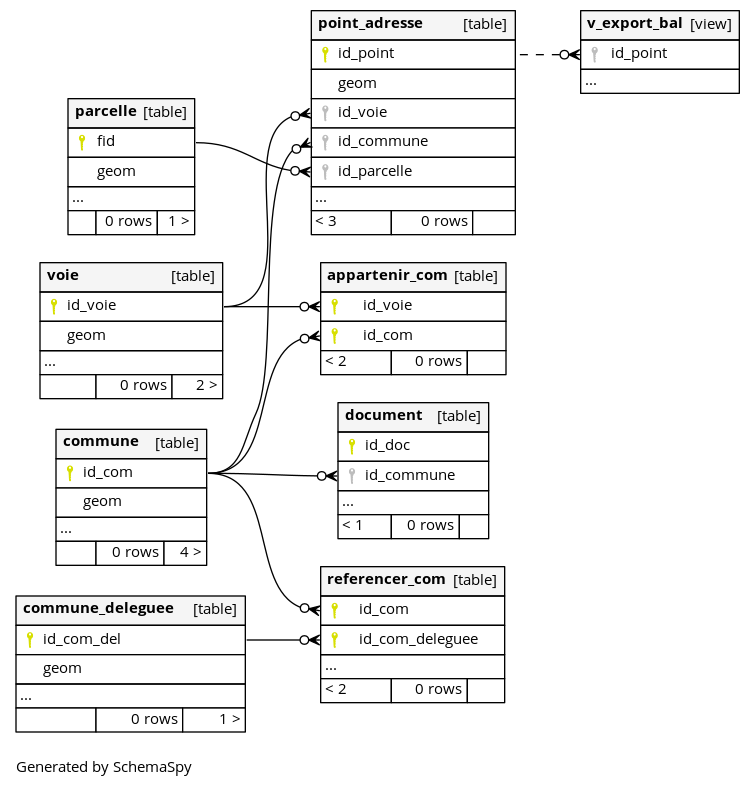 point_adresse [table]
id_point
geom
id_voie
id_commune
id_parcelle
...
< 3 0 rows
v_export_bal [view]
id_point
...
parcelle [table]
fid
geom
...
0 rows 1 >
voie [table]
id_voie
geom
...
0 rows 2 >
appartenir_com [table]
id_voie
id_com
< 2 0 rows
commune [table]
id_com
geom
...
0 rows 4 >
document [table]
id_doc
id_commune
...
< 1 0 rows
commune_deleguee [table]
id_com_del
geom
...
0 rows 1 >
referencer_com [table]
id_com
id_com_deleguee
...
< 2 0 rows
Generated by SchemaSpy